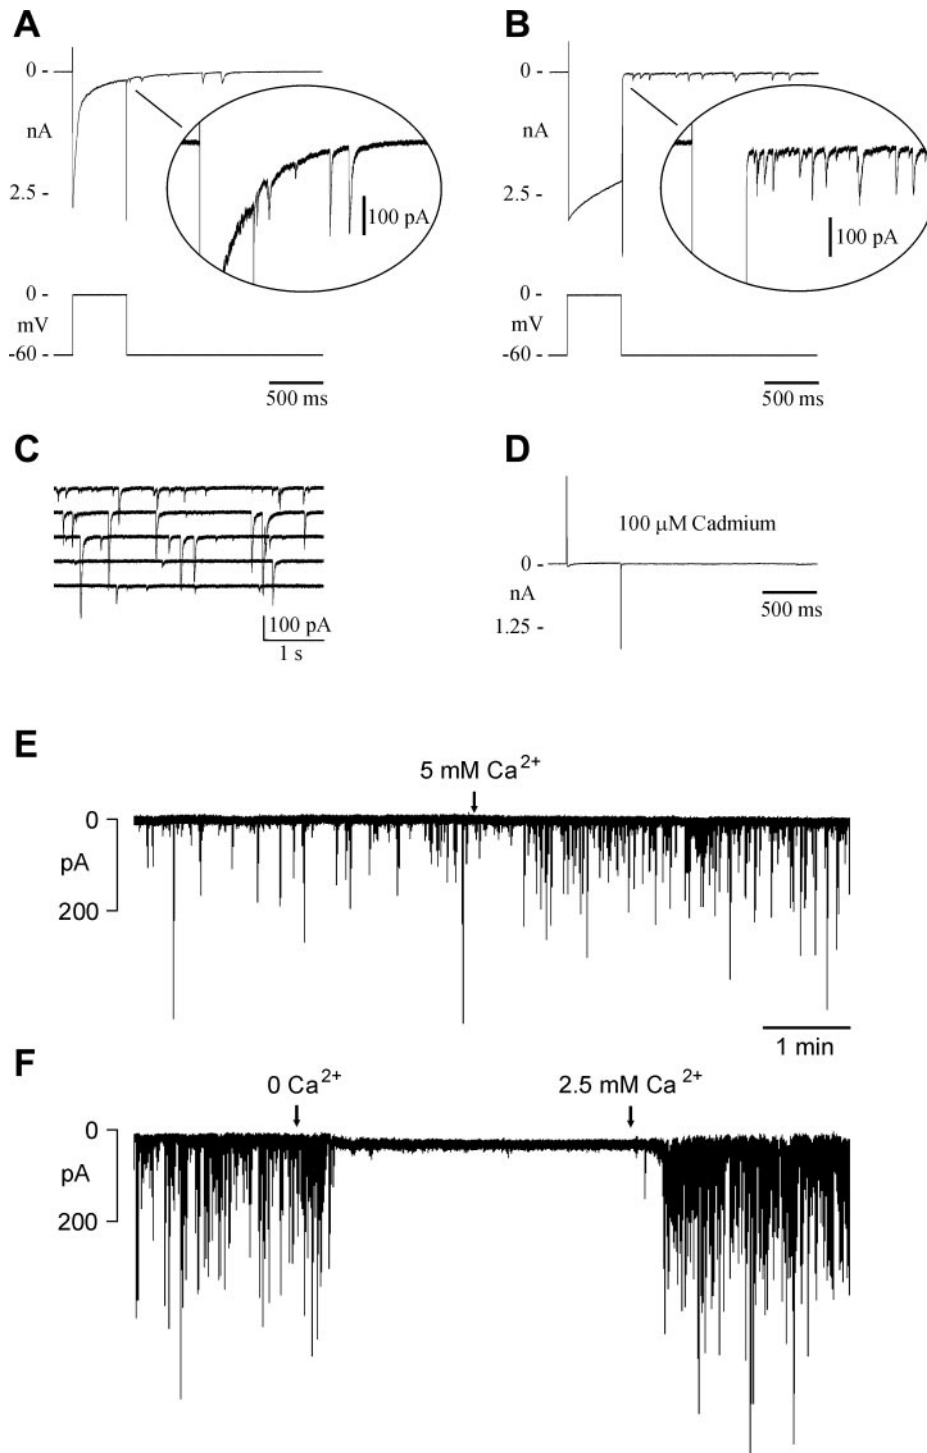 A
0 -
nA
2.5 -
100 pA
0 -
mV
-60 -
500 ms
B
0 -
nA
2.5 -
100 pA
0 -
mV
-60 -
500 ms
C
100 pA
1 s
D
100 μM Cadmium
0 -
nA
1.25 -
500 ms
E
5 mM Ca²⁺
0
pA
200
1 min
F
0 Ca²⁺
2.5 mM Ca²⁺
0
pA
200